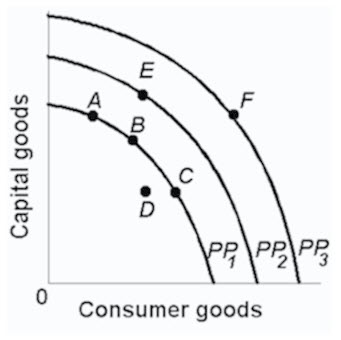 Capital goods
A
B
C
D
E
F
PP1
PP2
PP3
0
Consumer goods